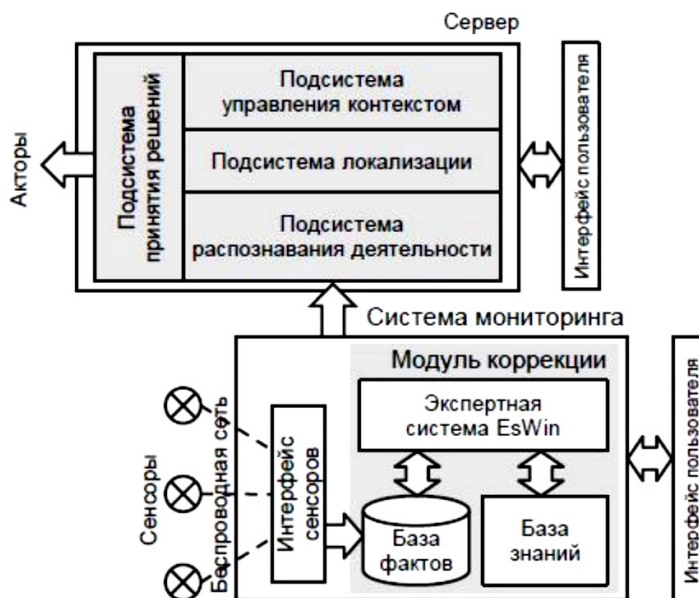 Сервер
Подсистема
управления контекстом
Подсистема
принятия решений
Подсистема локализации
Подсистема
распознавания деятельности
Акторы
Интерфейс пользователя
Система мониторинга
Модуль коррекции
Экспертная
система EsWin
Сенсоры
Беспроводная сеть
Интерфейс
сенсоров
База
фактов
База
знаний
Интерфейс пользователя